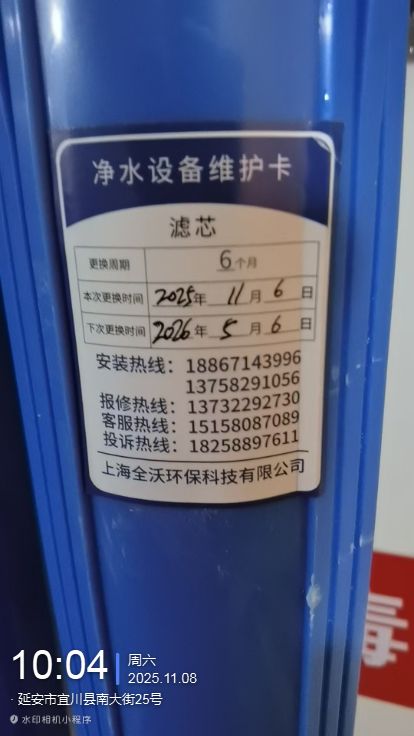 净水设备维护卡
滤芯
更换周期 6个月
本次更换时间 2025年 11月 6日
下次更换时间 2026年 5月 6日
安装热线：18867143996
13758291056
报修热线：13732292730
客服热线：15158087089
投诉热线：18258897611
上海全沃环保科技有限公司
毒
10:04 周六
2025.11.08
·延安市宜川县南大街25号
水印相机小程序